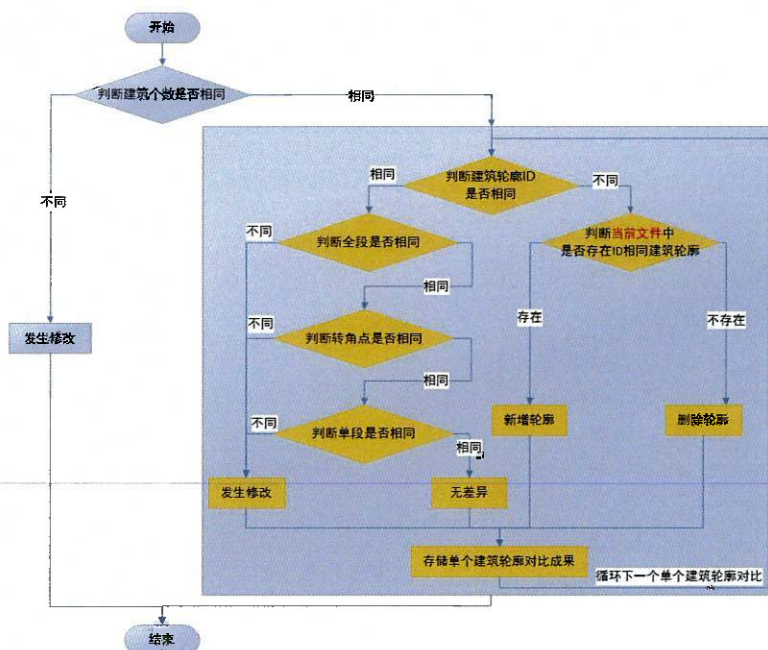 开始
判断建筑个数是否相同
相同
不同
判断建筑轮廓ID
是否相同
相同
不同
判断全段是否相同
不同
判断当前文件中
是否存在ID相同建筑轮廓
相同
存在
不存在
发生修改
不同
判断转角点是否相同
相同
不同
判断单段是否相同
相同
新增轮廓
删除轮廓
发生修改
无差异
存储单个建筑轮廓对比成果
循环下一个单个建筑轮廓对比
结束